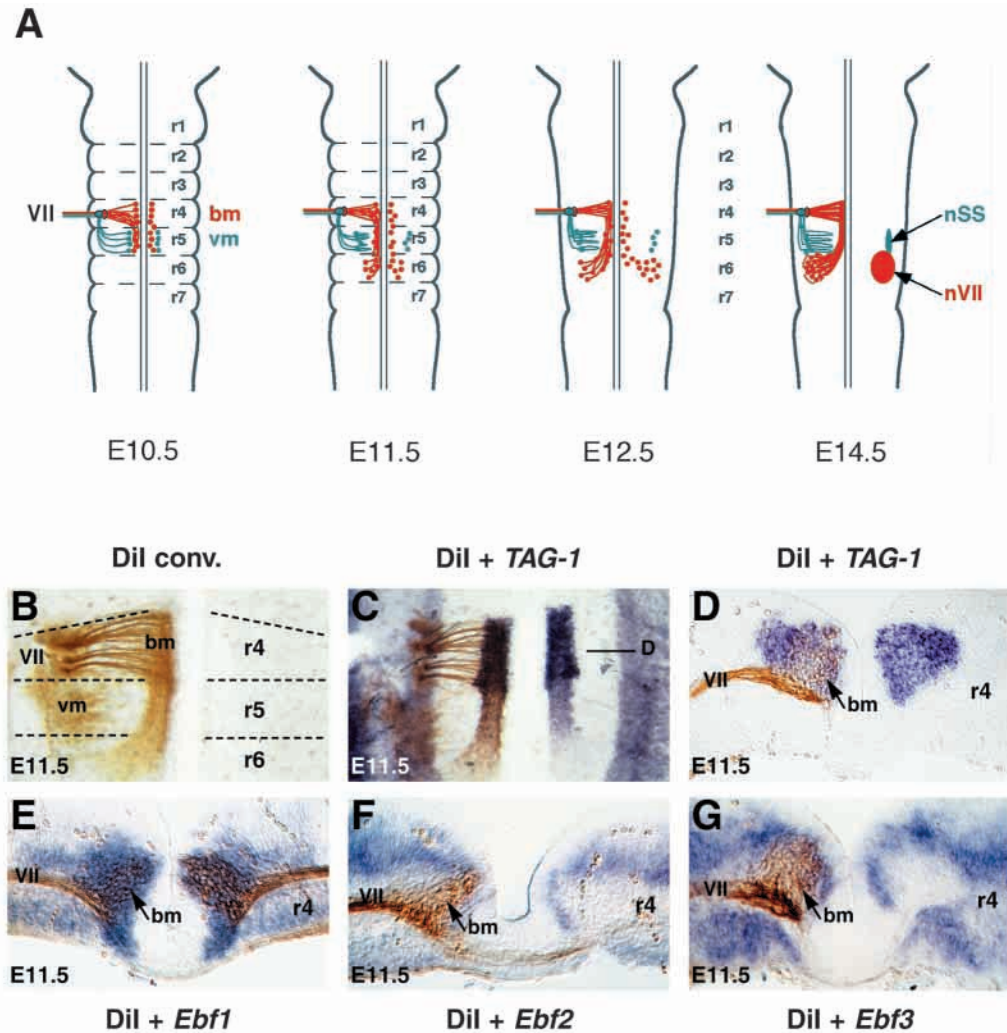 A
r1
r2
r3
r4
r5
r6
r7
VII
bm
vm
r1
r2
r3
r4
r5
r6
r7
r1
r2
r3
r4
r5
r6
r7
nSS
nVII
E10.5
E11.5
E12.5
E14.5
DiI conv.
DiI + TAG-1
DiI + TAG-1
B
VII
bm
vm
r4
r5
r6
E11.5
C
D
E11.5
D
VII
bm
r4
E11.5
E
VII
bm
r4
E11.5
F
VII
bm
r4
E11.5
G
VII
bm
r4
E11.5
DiI + Ebf1
DiI + Ebf2
DiI + Ebf3